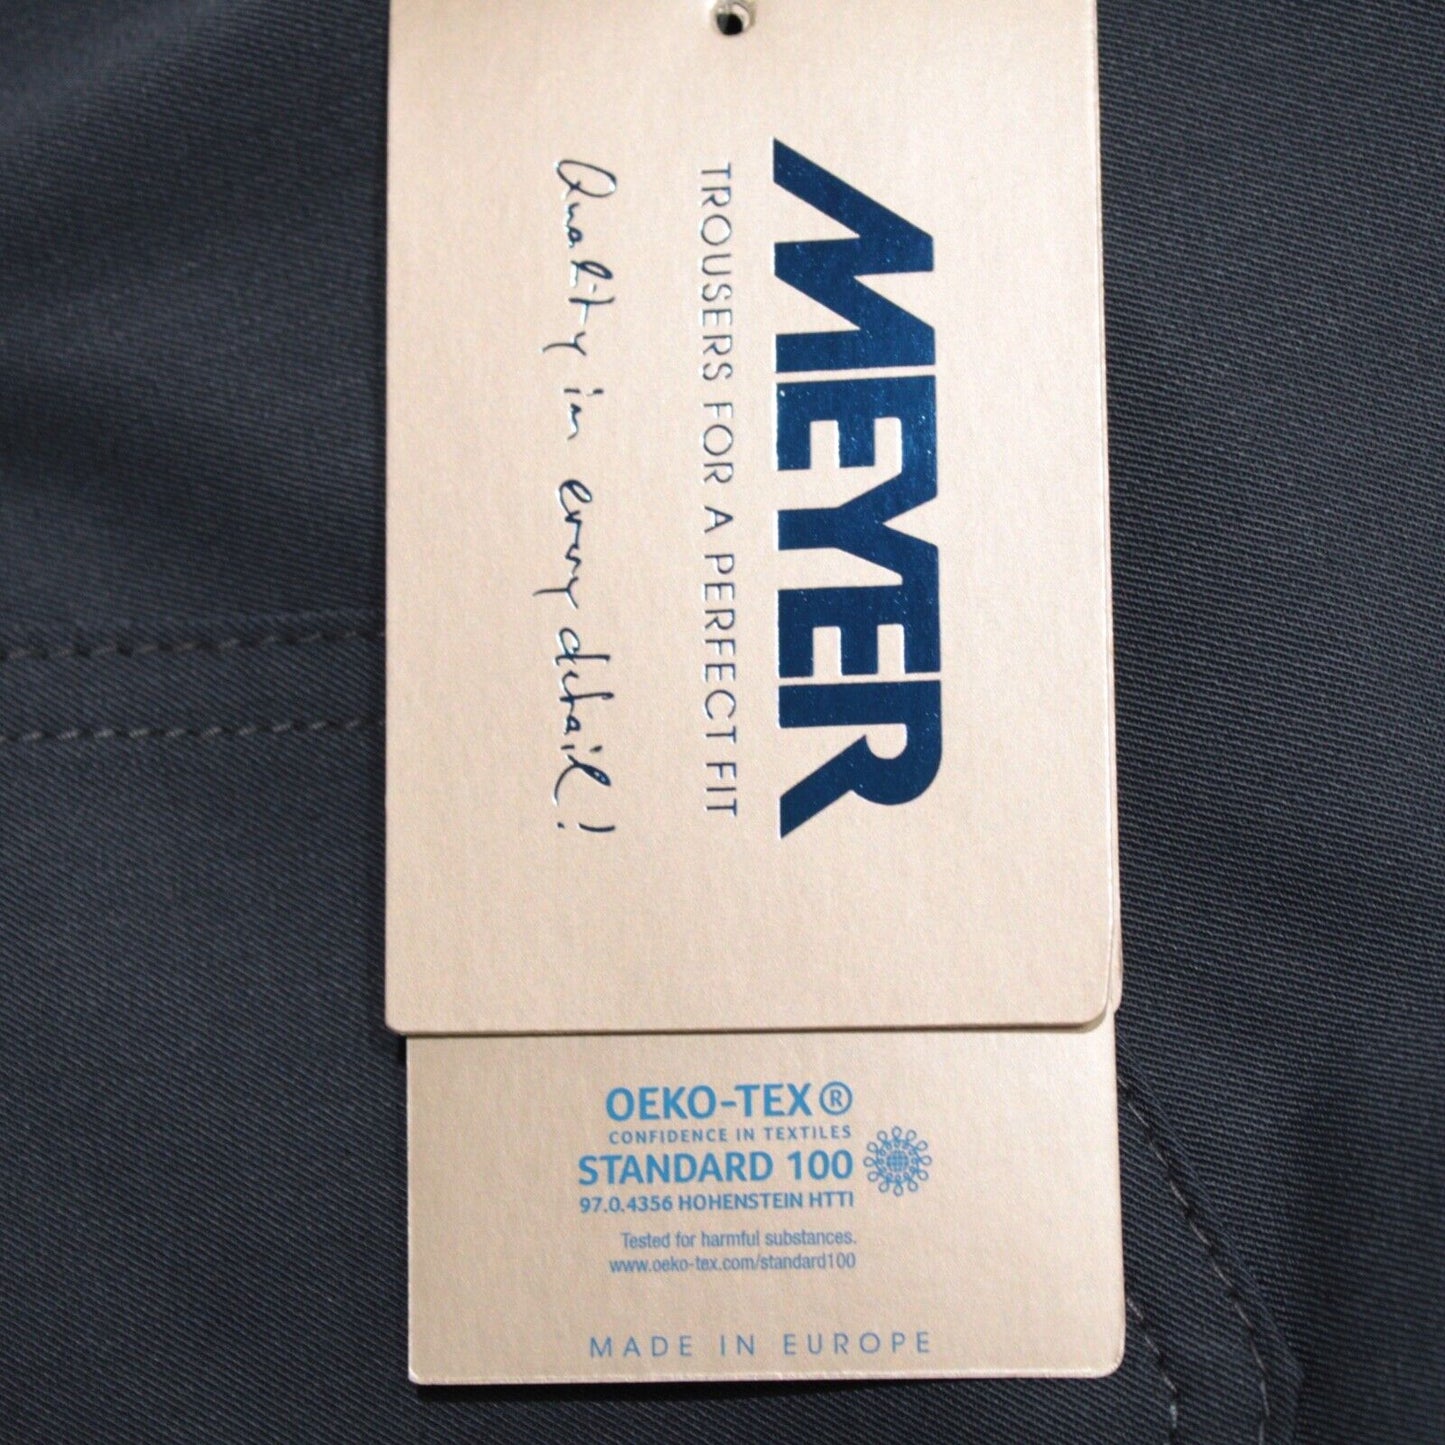 MEYER
TROUSERS FOR A PERFECT FIT
Quality in every detail!
OEKO-TEX®
CONFIDENCE IN TEXTILES
STANDARD 100
97.0.4356 HOHENSTEIN HTTI
Tested for harmful substances.
www.oeko-tex.com/standard100
MADE IN EUROPE